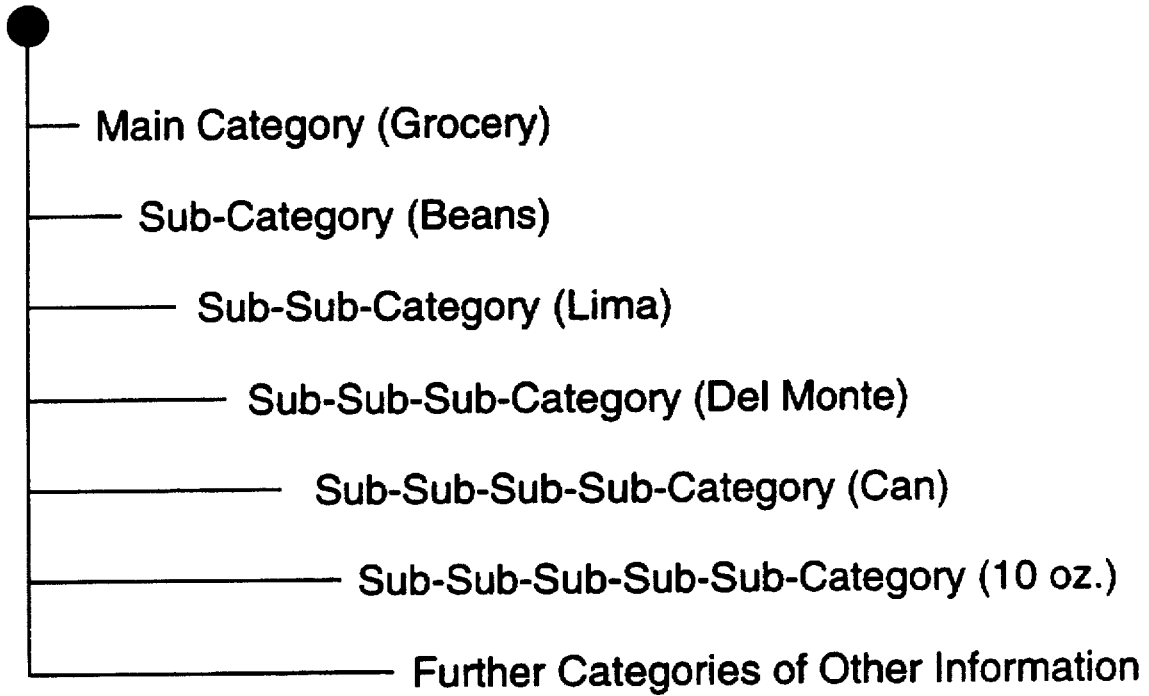 Main Category (Grocery)
Sub-Category (Beans)
Sub-Sub-Category (Lima)
Sub-Sub-Sub-Category (Del Monte)
Sub-Sub-Sub-Sub-Category (Can)
Sub-Sub-Sub-Sub-Sub-Category (10 oz.)
Further Categories of Other Information